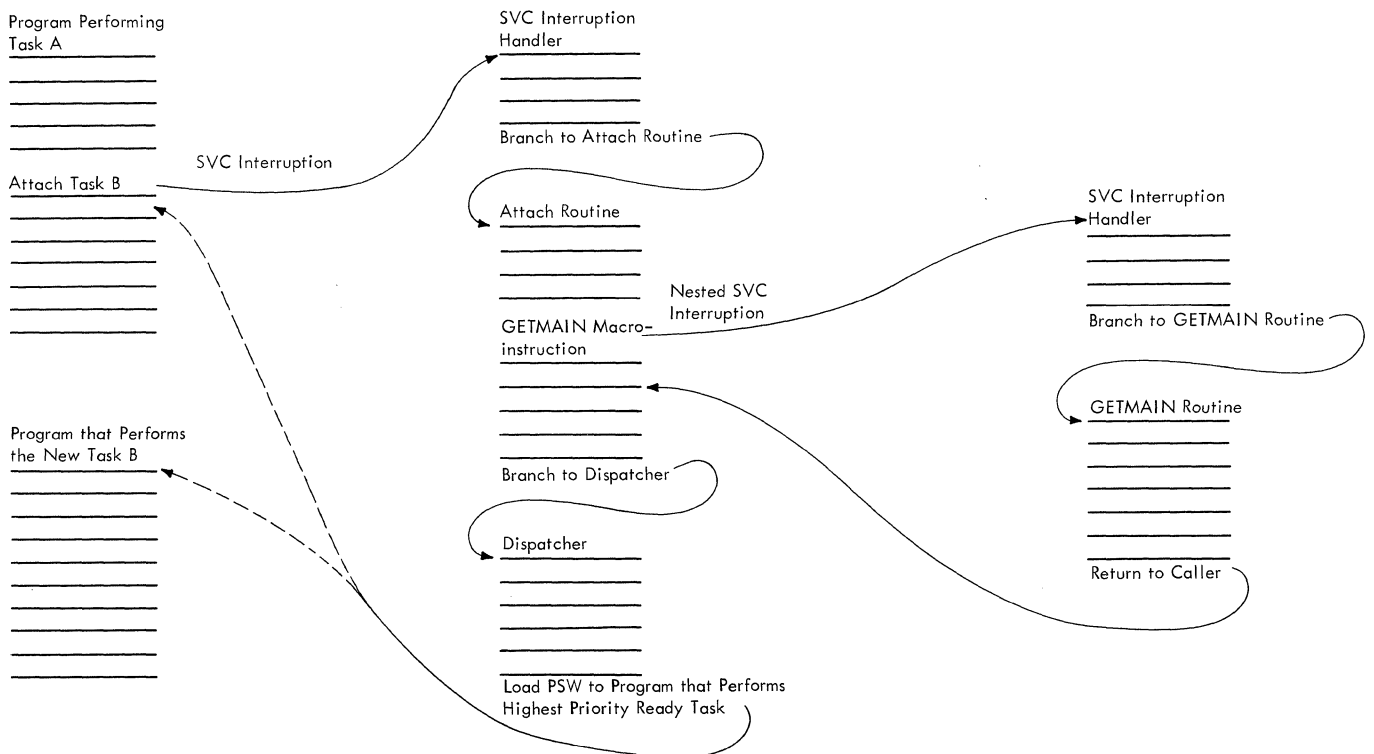 Program Performing
Task A
Attach Task B
Program that Performs
the New Task B
SVC Interruption
SVC Interruption
Handler
Branch to Attach Routine
Attach Routine
GETMAIN Macro-
instruction
Branch to Dispatcher
Dispatcher
Load PSW to Program that Performs
Highest Priority Ready Task
Nested SVC
Interruption
SVC Interruption
Handler
Branch to GETMAIN Routine
GETMAIN Routine
Return to Caller